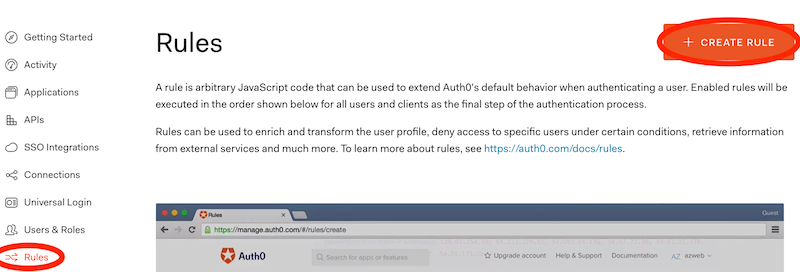 Rules
+ CREATE RULE
Getting Started
Activity
Applications
APIs
SSO Integrations
Connections
Universal Login
Users & Roles
Rules
A rule is arbitrary JavaScript code that can be used to extend Auth0's default behavior when authenticating a user. Enabled rules will be
executed in the order shown below for all users and clients as the final step of the authentication process.
Rules can be used to enrich and transform the user profile, deny access to specific users under certain conditions, retrieve information
from external services and much more. To learn more about rules, see https://auth0.com/docs/rules.
Rules
Guest
https://manage.auth0.com/#/rules/create
Auth0
Search for apps or features
Upgrade account
Help & Support
Documentation
azweb